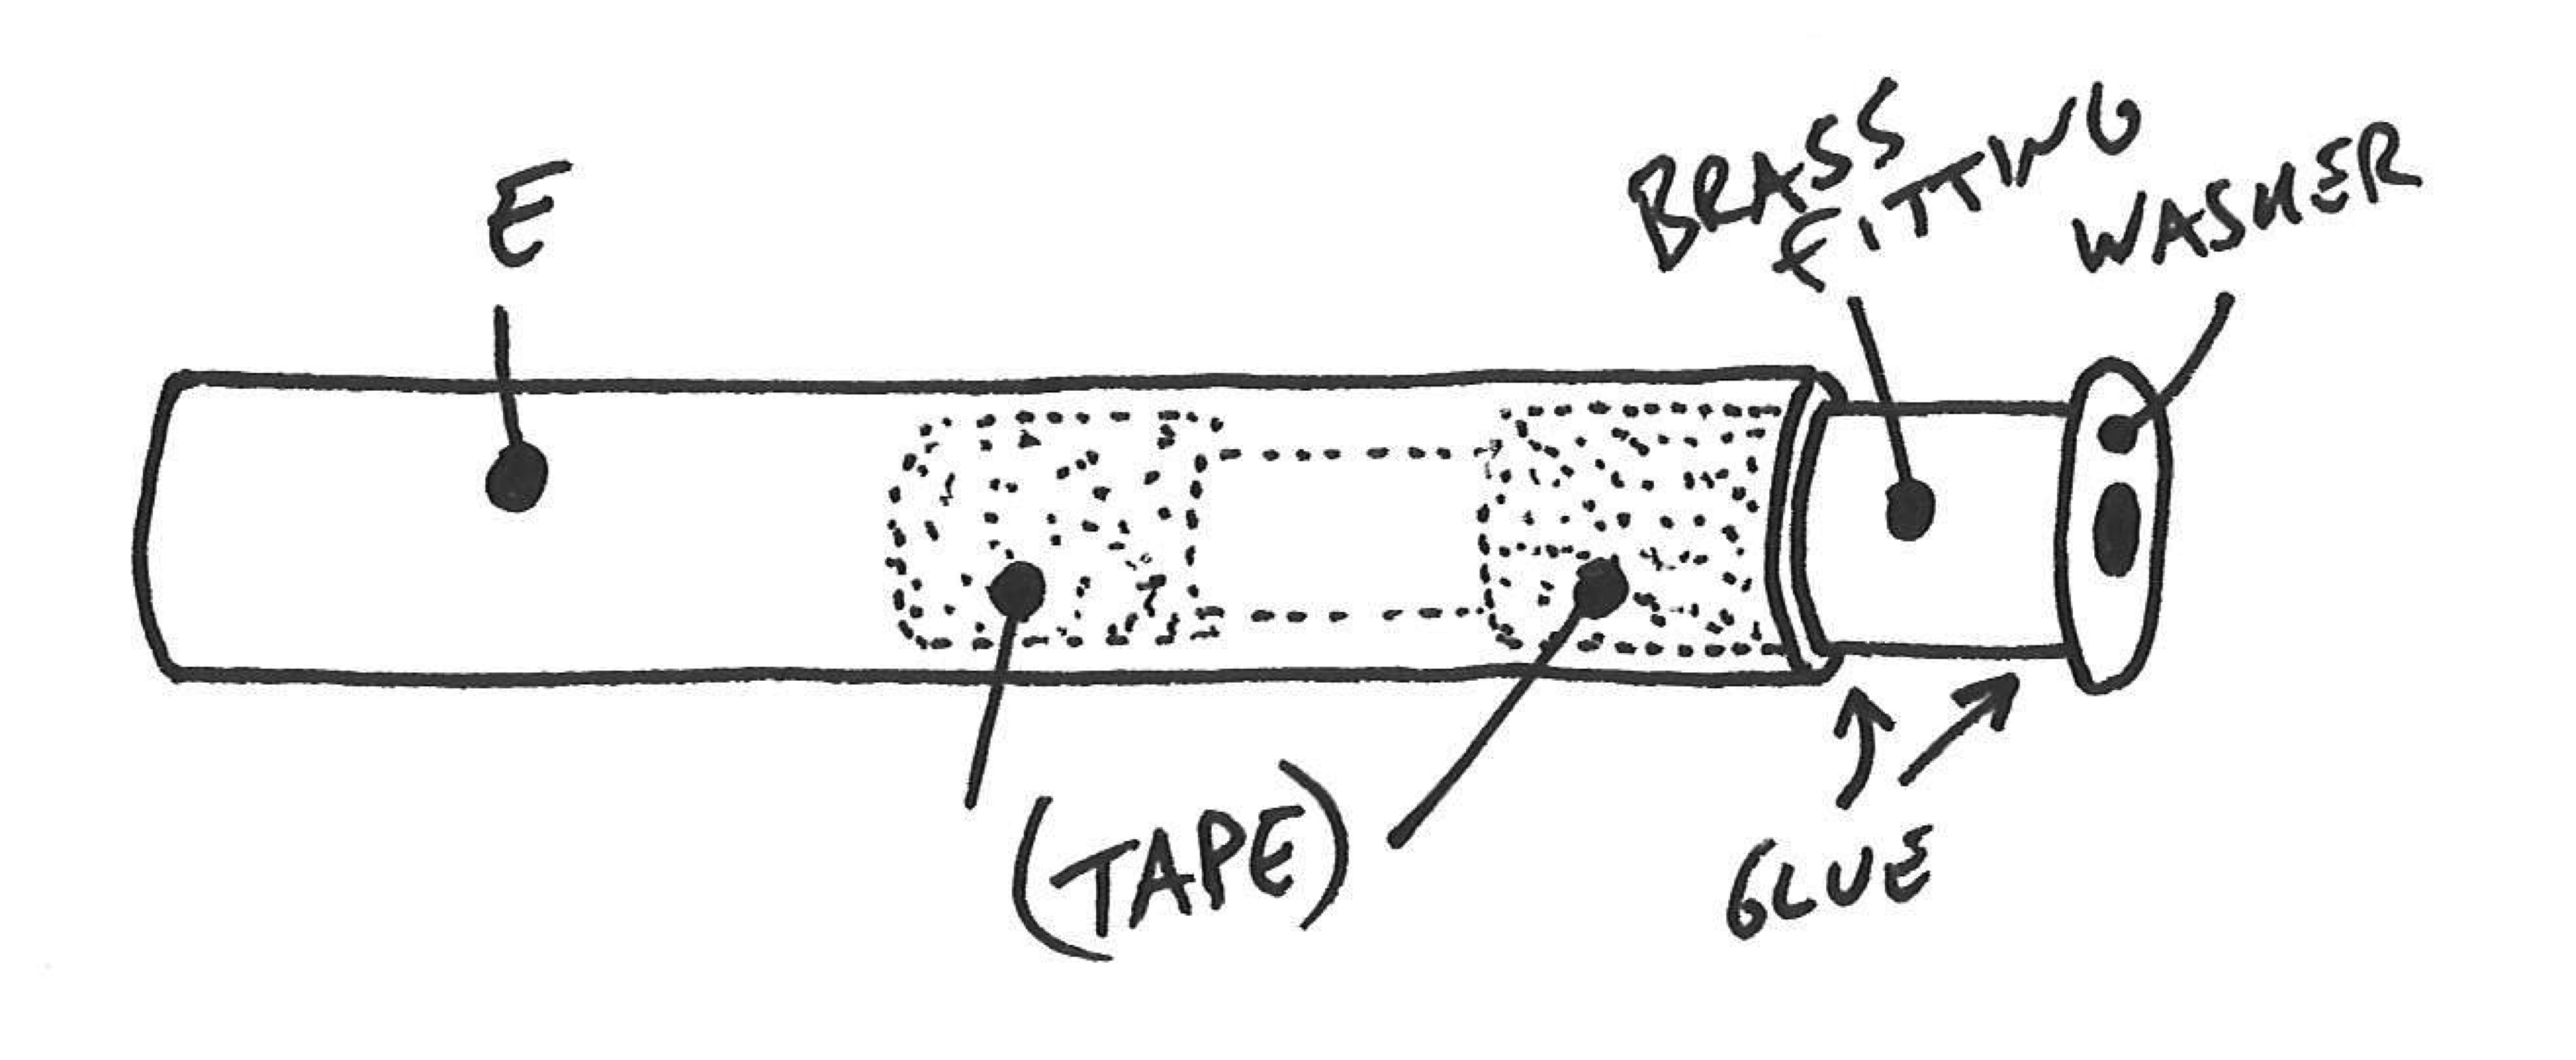 E
BRASS
FITTING
WASHER
(TAPE)
GLUE